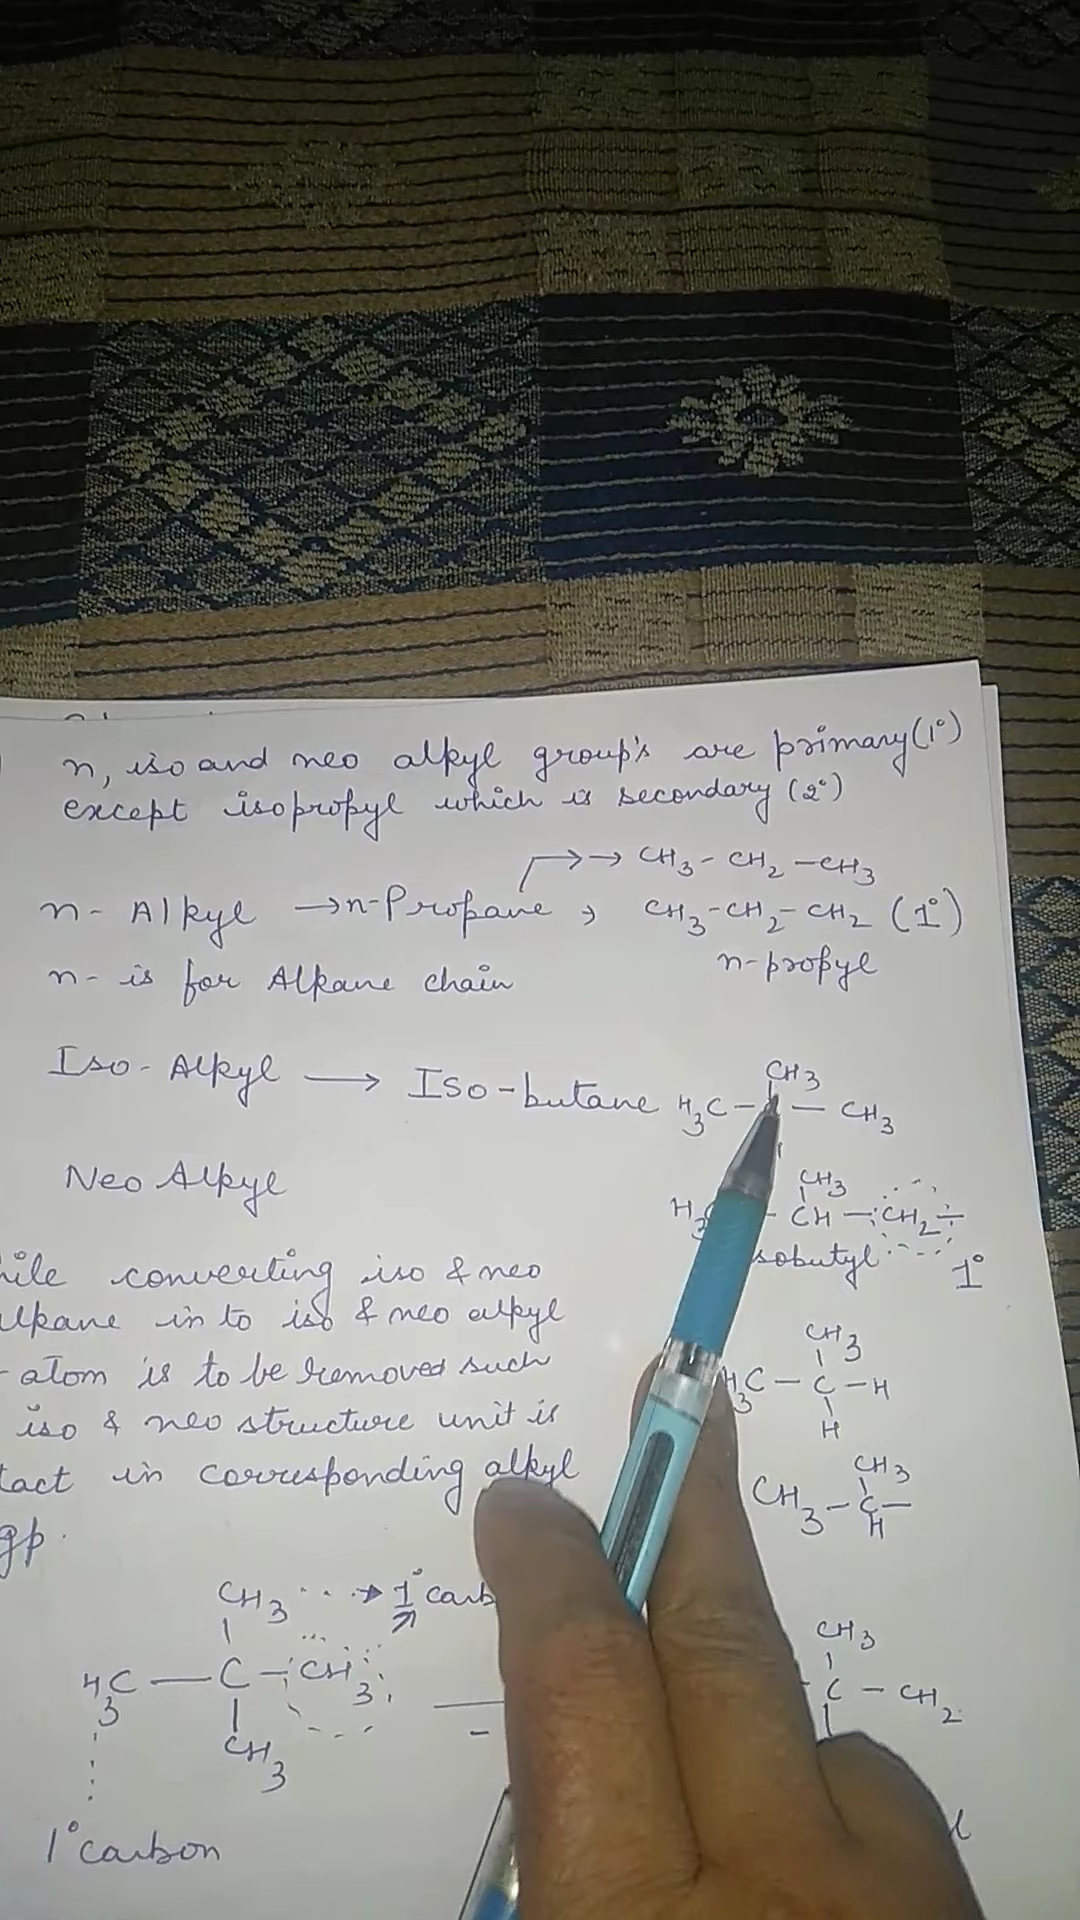 n, iso and neo alkyl group's are primary (1°)
except isopropyl which is secondary (2°)
CH3 - CH2 - CH3
n- Alkyl → n-Propane , CH3-CH2-CH2 (1°)
n-propyl
n- is for Alkane chain
CH3
Iso-Alkyl → Iso-butane H3C - — CH3
Neo Alkyl
CH3
CH — CH2 —
sobutyl 1°
converting iso & neo
in to iso & neo alkyl
atom is to be removed such
iso & neo structure unit is
in corresponding alkyl
gp.
CH3
H3C - C - H
H
CH3
CH3 - C —
H
CH3 ---> 1° carb
H3C — C - CH3
CH3
1° carbon
CH3
C - CH2